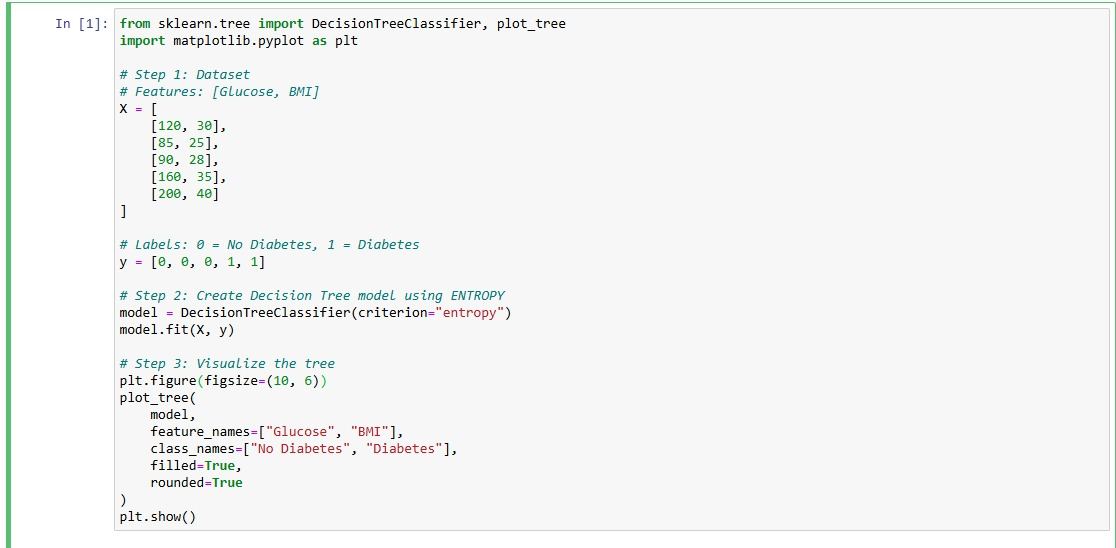 In [1]: from sklearn.tree import DecisionTreeClassifier, plot_tree
import matplotlib.pyplot as plt

# Step 1: Dataset
# Features: [Glucose, BMI]
X = [
    [120, 30],
    [85, 25],
    [90, 28],
    [160, 35],
    [200, 40]
]

# Labels: 0 = No Diabetes, 1 = Diabetes
y = [0, 0, 0, 1, 1]

# Step 2: Create Decision Tree model using ENTROPY
model = DecisionTreeClassifier(criterion="entropy")
model.fit(X, y)

# Step 3: Visualize the tree
plt.figure(figsize=(10, 6))
plot_tree(
    model,
    feature_names=["Glucose", "BMI"],
    class_names=["No Diabetes", "Diabetes"],
    filled=True,
    rounded=True
)
plt.show()